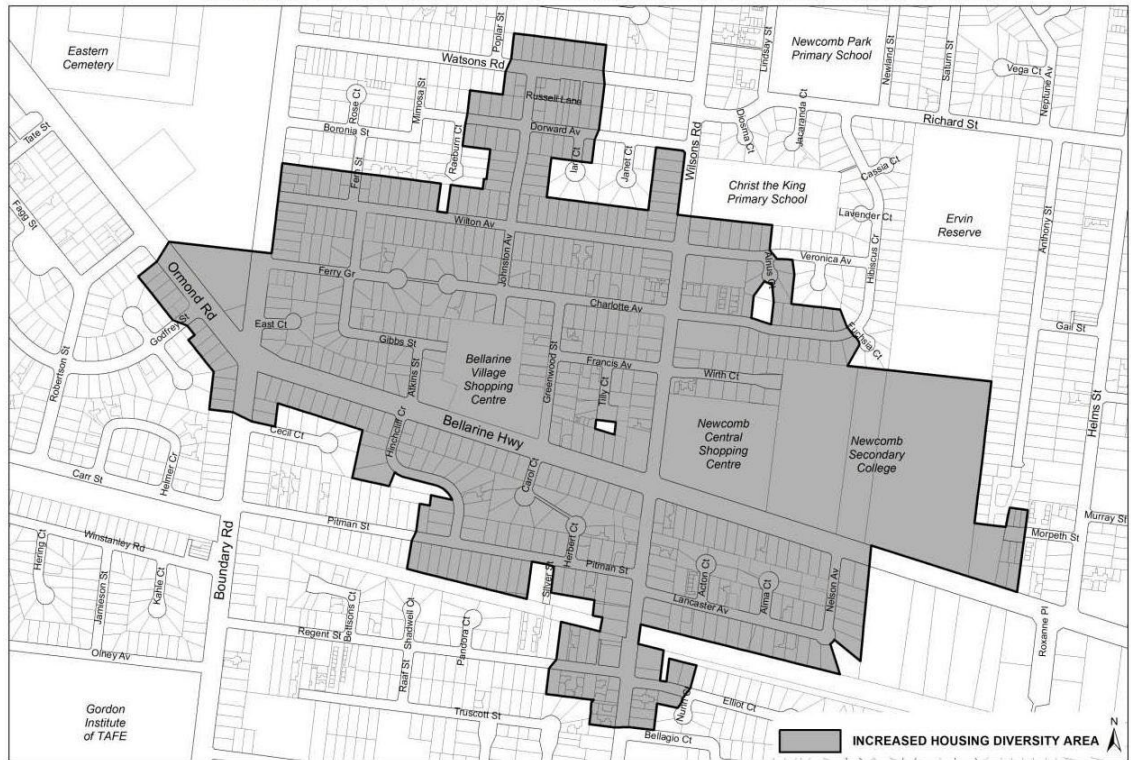 Eastern
Cemetery
Poplar St
Watsons Rd
Lindsay St
Newcomb Park
Primary School
Newland St
Saturn St
Vega Ct
Neptune Av
Rose Ct
Mimosa St
Russell Lane
Tate St
Boronia St
Raeburn Ct
Dorward Av
Ian Ct
Janet Ct
Wilsons Rd
Diosma Ct
Jacaranda Ct
Richard St
Fern St
Christ the King
Primary School
Cassia Ct
Fagg St
Wilton Av
Lavender Ct
Ervin
Reserve
Anthony St
Johnston Av
Veronica Av
Hibiscus Cr
Ormond Rd
Ferry Gr
Charlotte Av
Godfrey St
East Ct
Gibbs St
Fuchsia Ct
Gail St
Robertson St
Atkins St
Bellarine
Village
Shopping
Centre
Greenwood St
Francis Av
Wirth Ct
Tilly Ct
Helms St
Hinchcliff Cr
Bellarine Hwy
Newcomb
Central
Shopping
Centre
Newcomb
Secondary
College
Cecil Ct
Helmer Cr
Carr St
Carol Ct
Pitman St
Herbert Ct
Murray St
Morpeth St
Winstanley Rd
Boundary Rd
Hering Ct
Jamieson St
Kahle Ct
Silver St
Pitman St
Acton Ct
Alma Ct
Nelson Av
Lancaster Av
Bettsons Ct
Shadwell Ct
Pandora Ct
Regent St
Roxanne Pl
Olney Av
Raaf St
Nunn Ct
Elliot Ct
Gordon
Institute
of TAFE
Truscott St
Bellagio Ct
INCREASED HOUSING DIVERSITY AREA
N